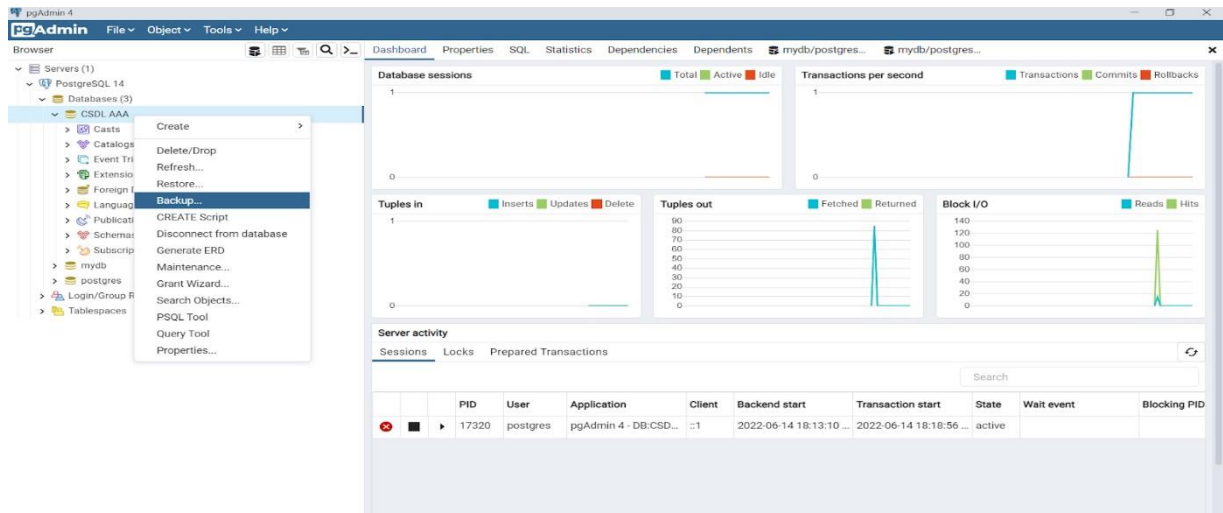 pgAdmin 4
pgAdmin File Object Tools Help
Browser
Servers (1)
PostgreSQL 14
Databases (3)
CSDL AAA
Casts
Catalogs
Event Tri
Extensio
Foreign
Languag
Publicati
Schemas
Subscrip
mydb
postgres
Login/Group R
Tablespaces
Create
Delete/Drop
Refresh...
Restore...
Backup...
CREATE Script
Disconnect from database
Generate ERD
Maintenance...
Grant Wizard...
Search Objects...
PSQL Tool
Query Tool
Properties...
Dashboard Properties SQL Statistics Dependencies Dependents mydb/postgres... mydb/postgres...
Database sessions Total Active Idle
1
0
Transactions per second Transactions Commits Rollbacks
1
0
Tuples in Inserts Updates Delete
1
0
Tuples out Fetched Returned
90
80
70
60
50
40
30
20
10
0
Block I/O Reads Hits
140
120
100
80
60
40
20
0
Server activity
Sessions Locks Prepared Transactions
Search
PID User Application Client Backend start Transaction start State Wait event Blocking PID
17320 postgres pgAdmin 4 - DB:CSD... ::1 2022-06-14 18:13:10 ... 2022-06-14 18:18:56 ... active